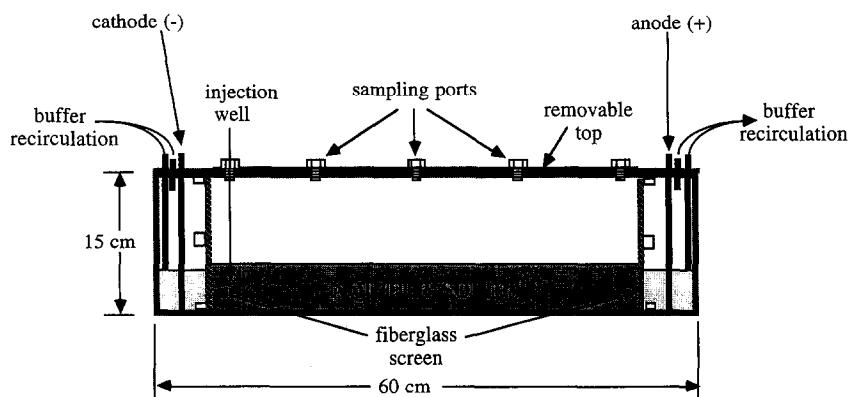 cathode (-)
anode (+)
injection
well
sampling ports
buffer
recirculation
removable
top
buffer
recirculation
15 cm
fiberglass
screen
60 cm